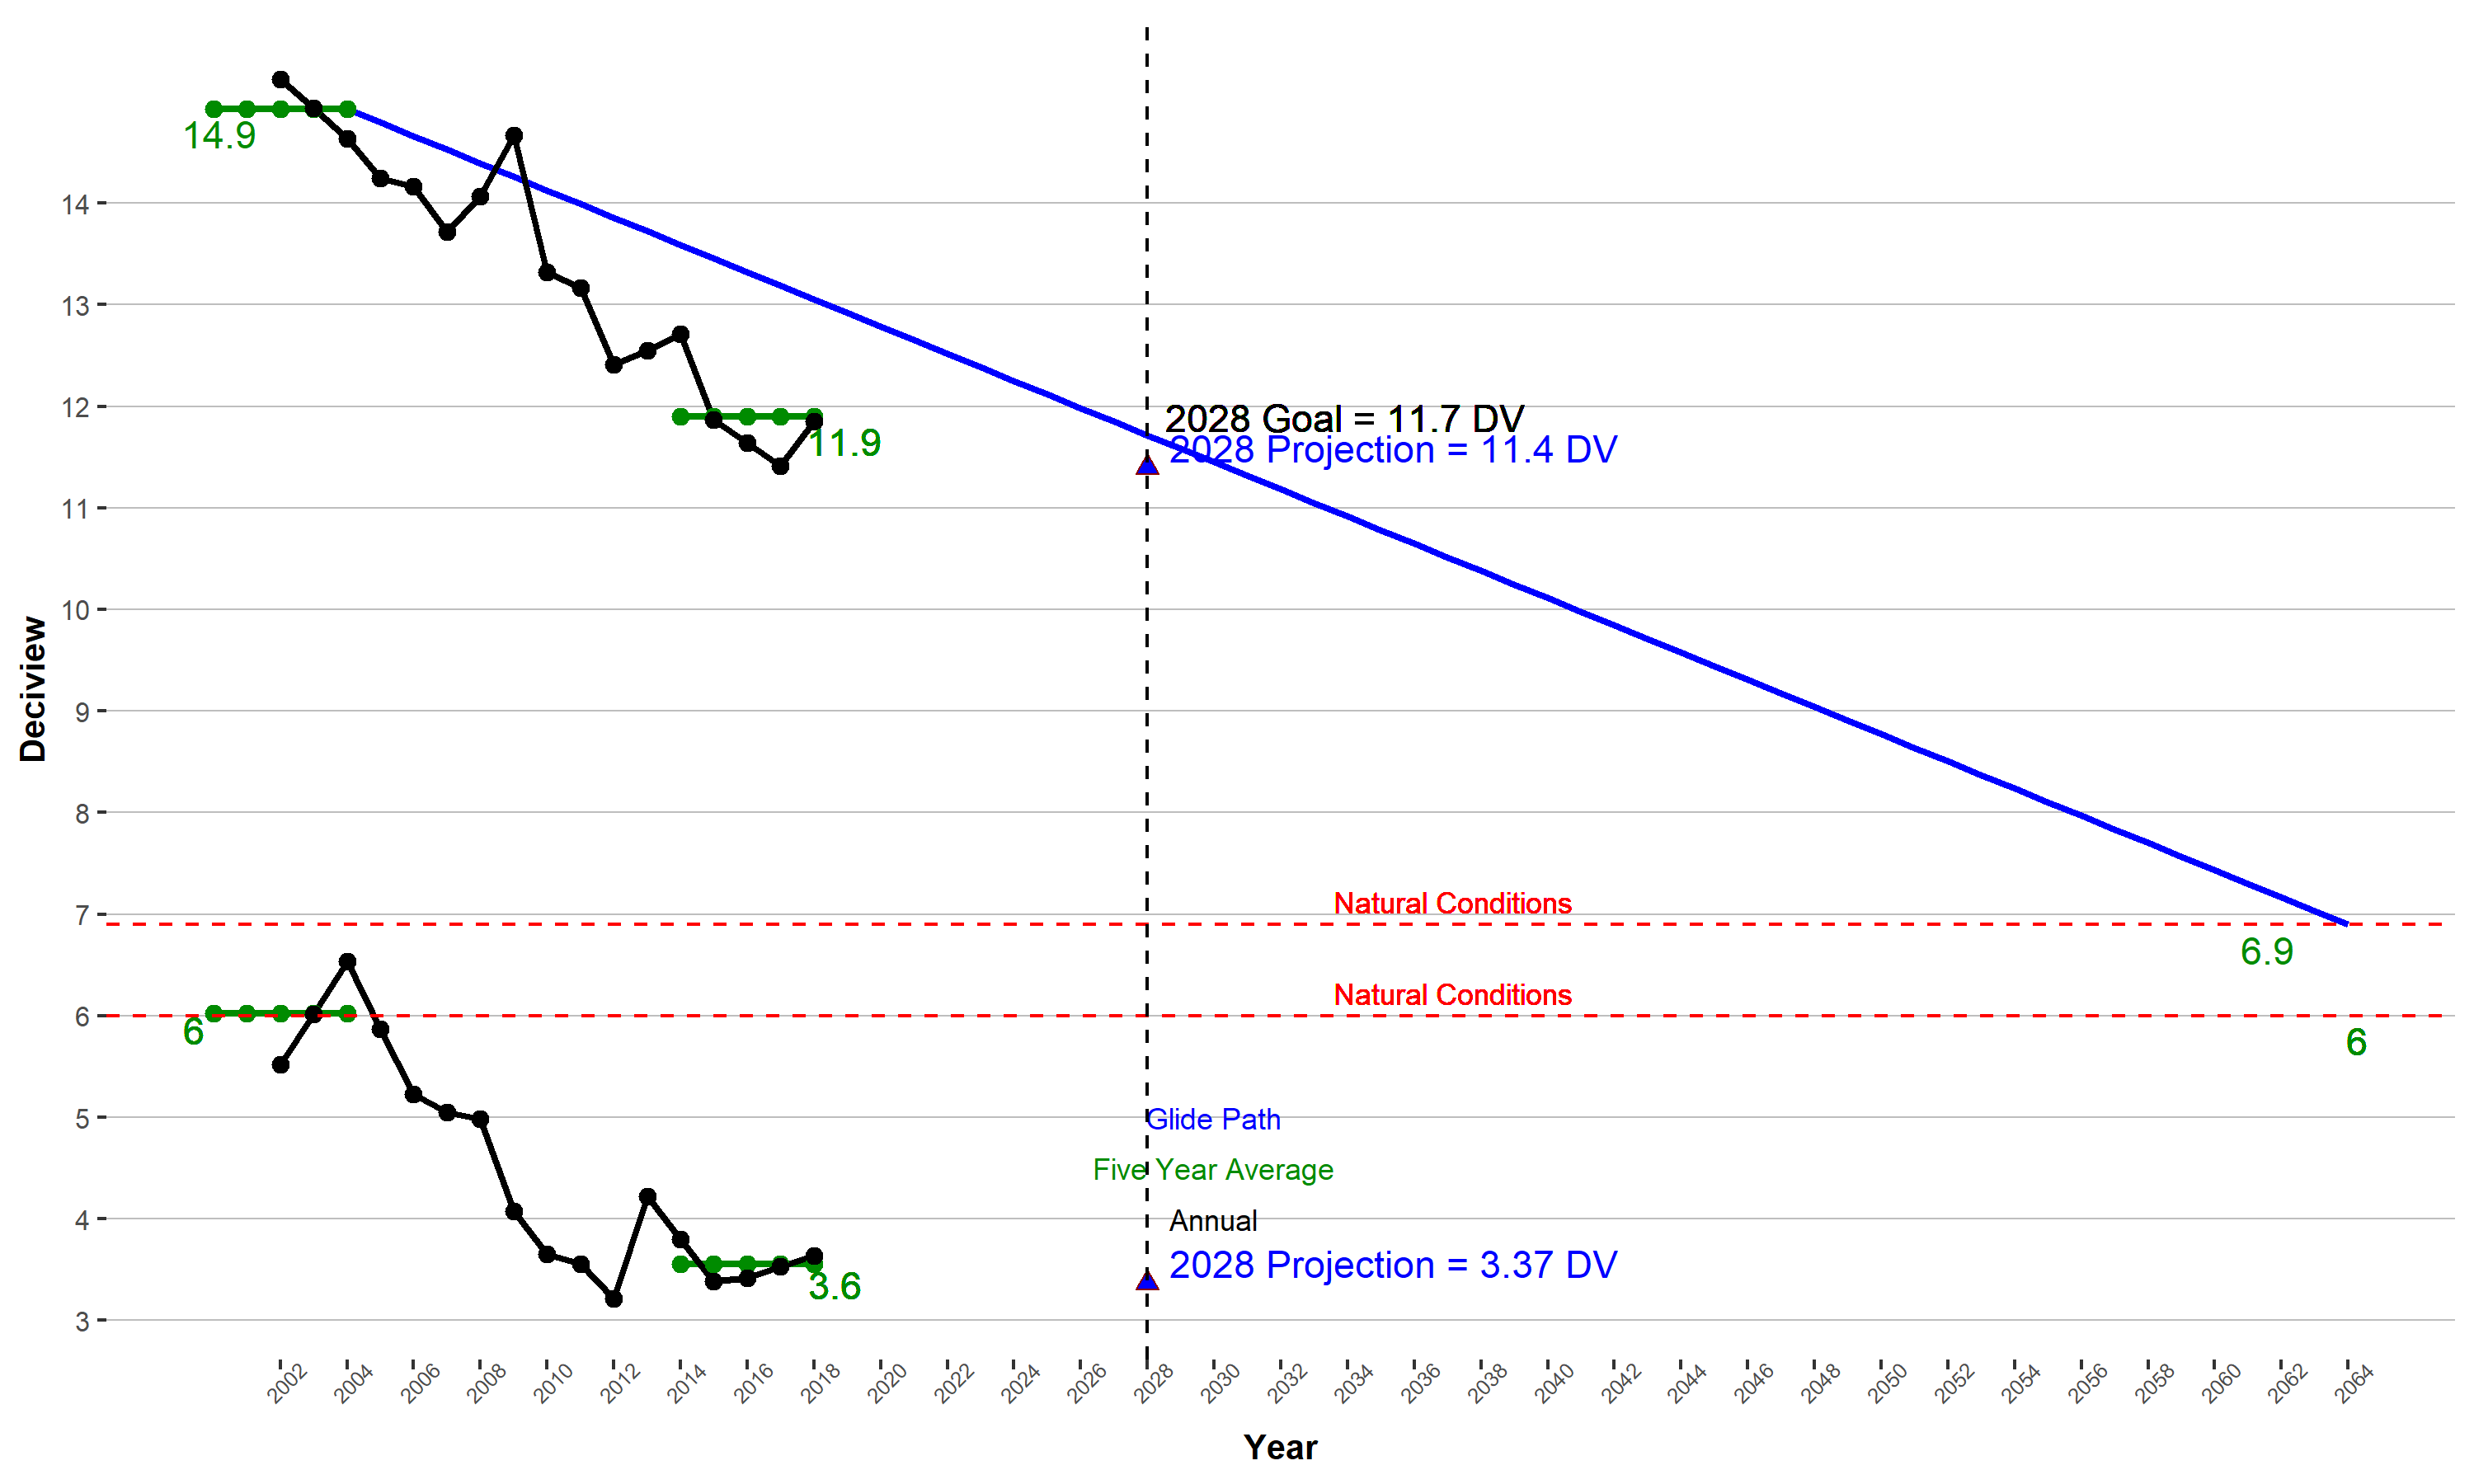 14.9
14
13
12
2028 Goal = 11.7 DV
11.9
2028 Projection = 11.4 DV
11
10
Deciview
9
8
7
Natural Conditions
6.9
Natural Conditions
6
6
6
5
Glide Path
Five Year Average
4
Annual
2028 Projection = 3.37 DV
3.6
3
2002 2004 2006 2008 2010 2012 2014 2016 2018 2020 2022 2024 2026 2028 2030 2032 2034 2036 2038 2040 2042 2044 2046 2048 2050 2052 2054 2056 2058 2060 2062 2064
Year